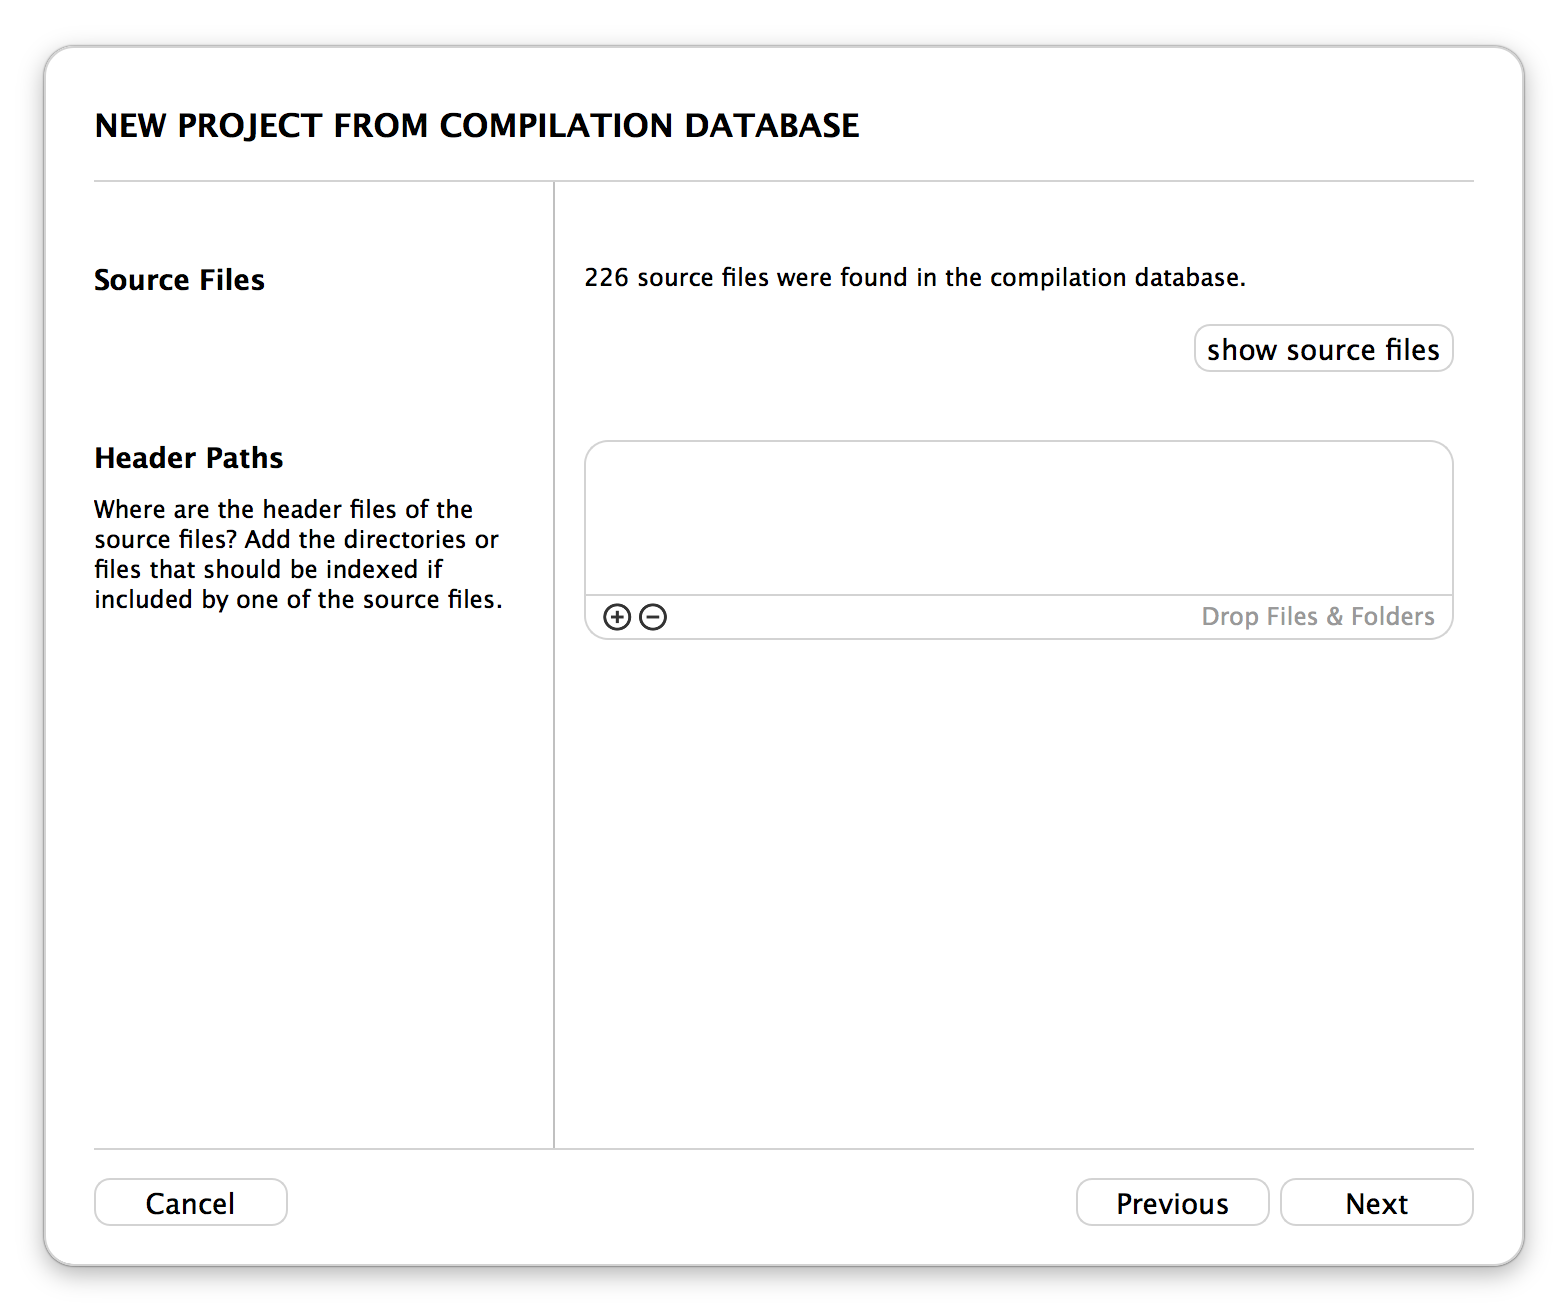 NEW PROJECT FROM COMPILATION DATABASE
Source Files
226 source files were found in the compilation database.
show source files
Header Paths
Where are the header files of the
source files? Add the directories or
files that should be indexed if
included by one of the source files.
Drop Files & Folders
Cancel
Previous
Next